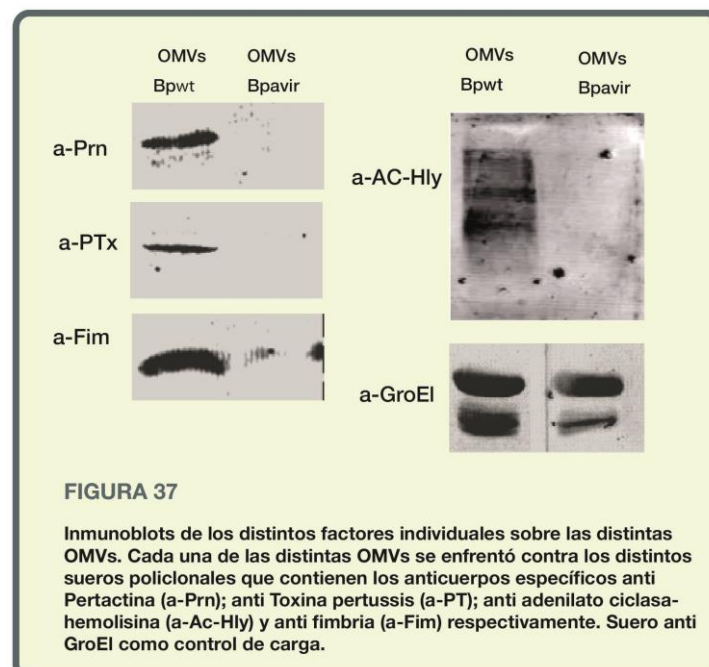 OMVs OMVs
Bpwt Bpavir
a-Prn
a-PTx
a-Fim
OMVs OMVs
Bpwt Bpavir
a-AC-Hly
a-GroEl
FIGURA 37
Inmunoblots de los distintos factores individuales sobre las distintas
OMVs. Cada una de las distintas OMVs se enfrentó contra los distintos
sueros policlonales que contienen los anticuerpos específicos anti
Pertactina (a-Prn); anti Toxina pertussis (a-PT); anti adenilato ciclasa-
hemolisina (a-Ac-Hly) y anti fimbria (a-Fim) respectivamente. Suero anti
GroEl como control de carga.